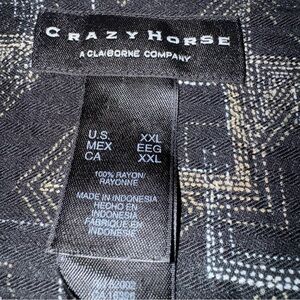 CRAZY HORSE
A CLAIBORNE COMPANY
U.S. XXL
MEX EEG
CA XXL
100% RAYON/
RAYONNE
MADE IN INDONESIA
HECHO EN
INDONESIA
FABRIQUE EN
INDONESIE